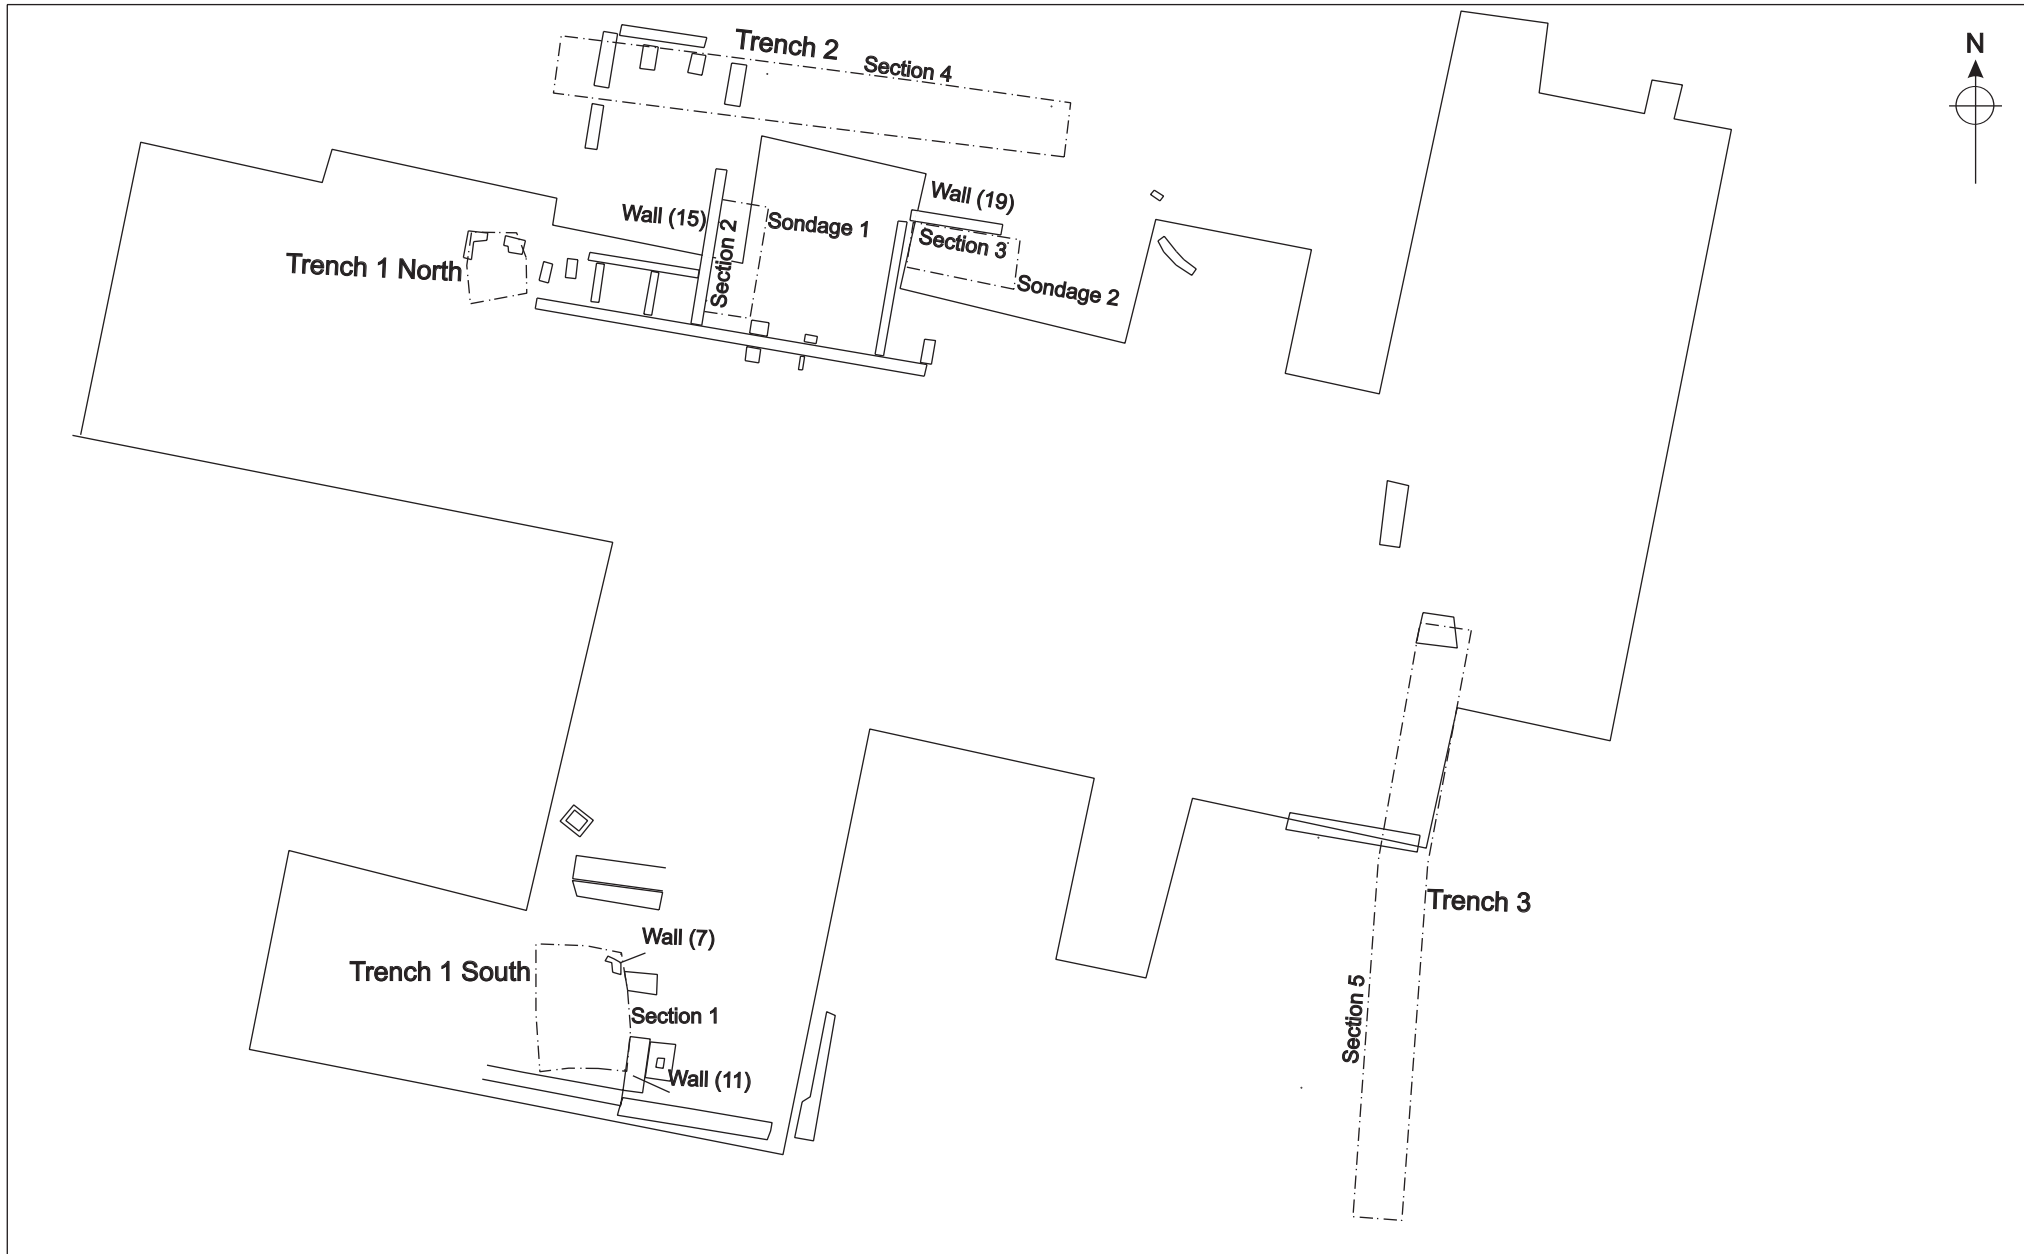 N
Trench 2
Section 4
Wall (15)
Section 2
Sondage 1
Wall (19)
Section 3
Sondage 2
Trench 1 North
Trench 3
Wall (7)
Trench 1 South
Section 1
Section 5
Wall (11)